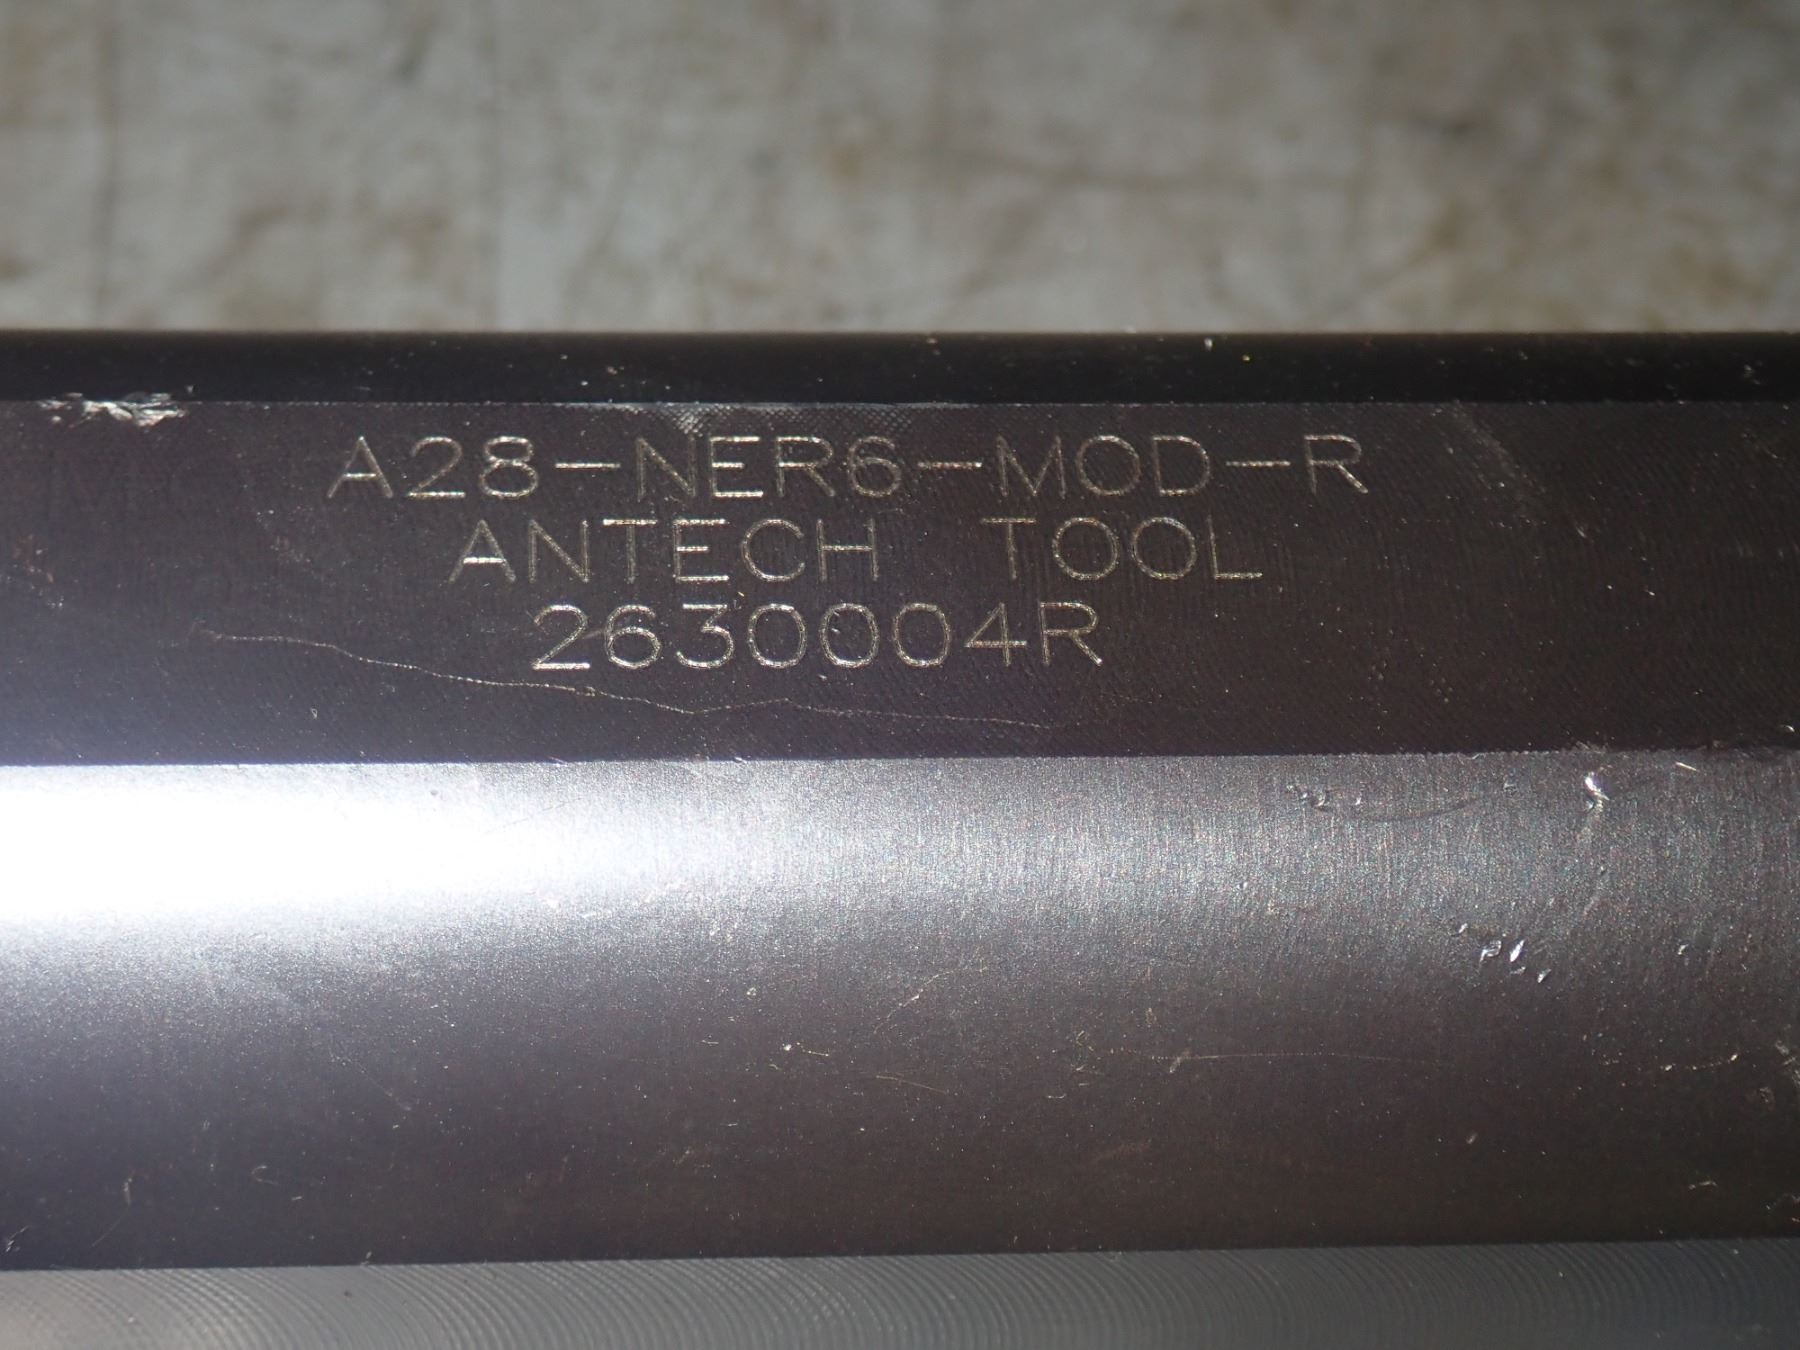 A28-NER6-MOD-R
ANTECH TOOL
2630004R